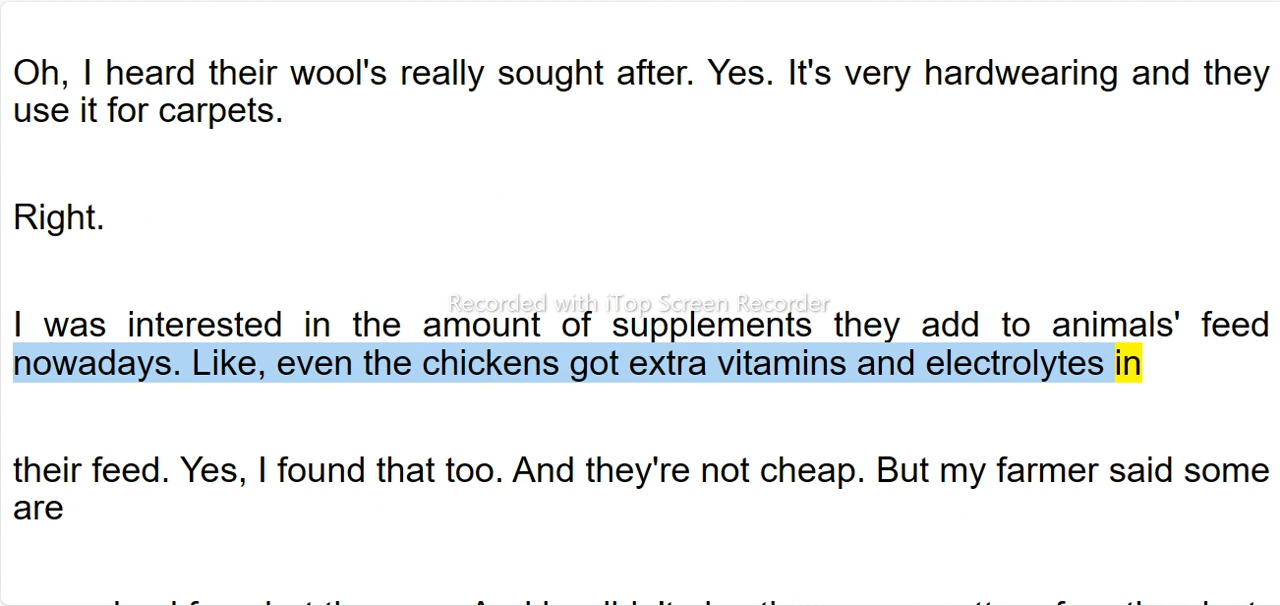 Oh, I heard their wool's really sought after. Yes. It's very hardwearing and they
use it for carpets.
Right.
Recorded with iTop Screen Recorder
I was interested in the amount of supplements they add to animals' feed
nowadays. Like, even the chickens got extra vitamins and electrolytes in
their feed. Yes, I found that too. And they're not cheap. But my farmer said some
are